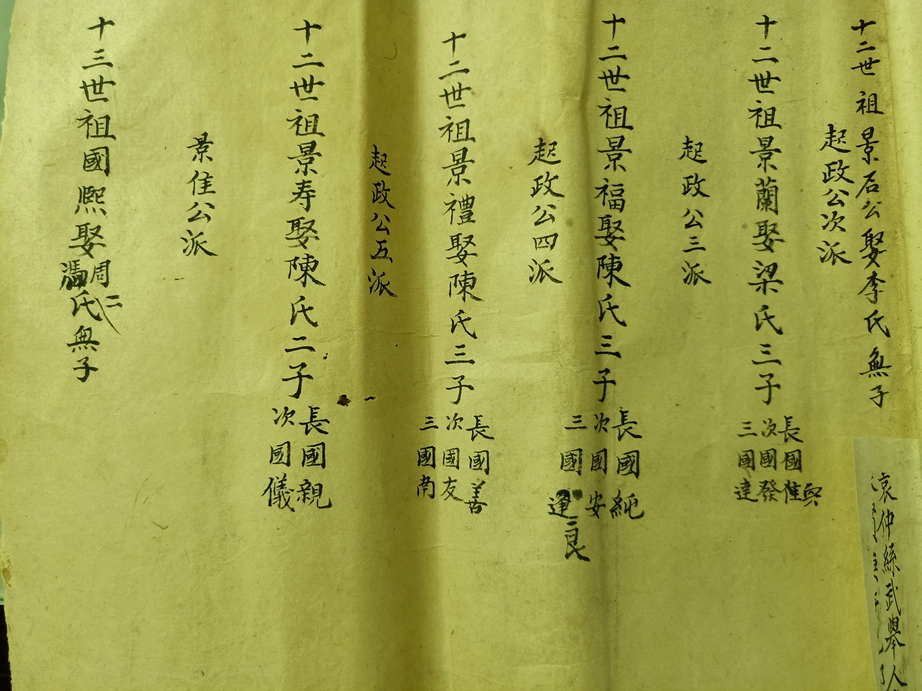 十二世祖景石公娶李氏無子
起政公次派
十二世祖景蘭娶梁氏三子
長國佳
次國發
三國達
起政公三派
十二世祖景福娶陳氏三子
長國純
次國安
三國運良
起政公四派
十二世祖景禮娶陳氏三子
長國善
次國友
三國南
起政公五派
十二世祖景寿娶陳氏二子
長國親
次國儀
景佳公派
十三世祖國熙娶周馮二氏無子
哀仲絲武舉人